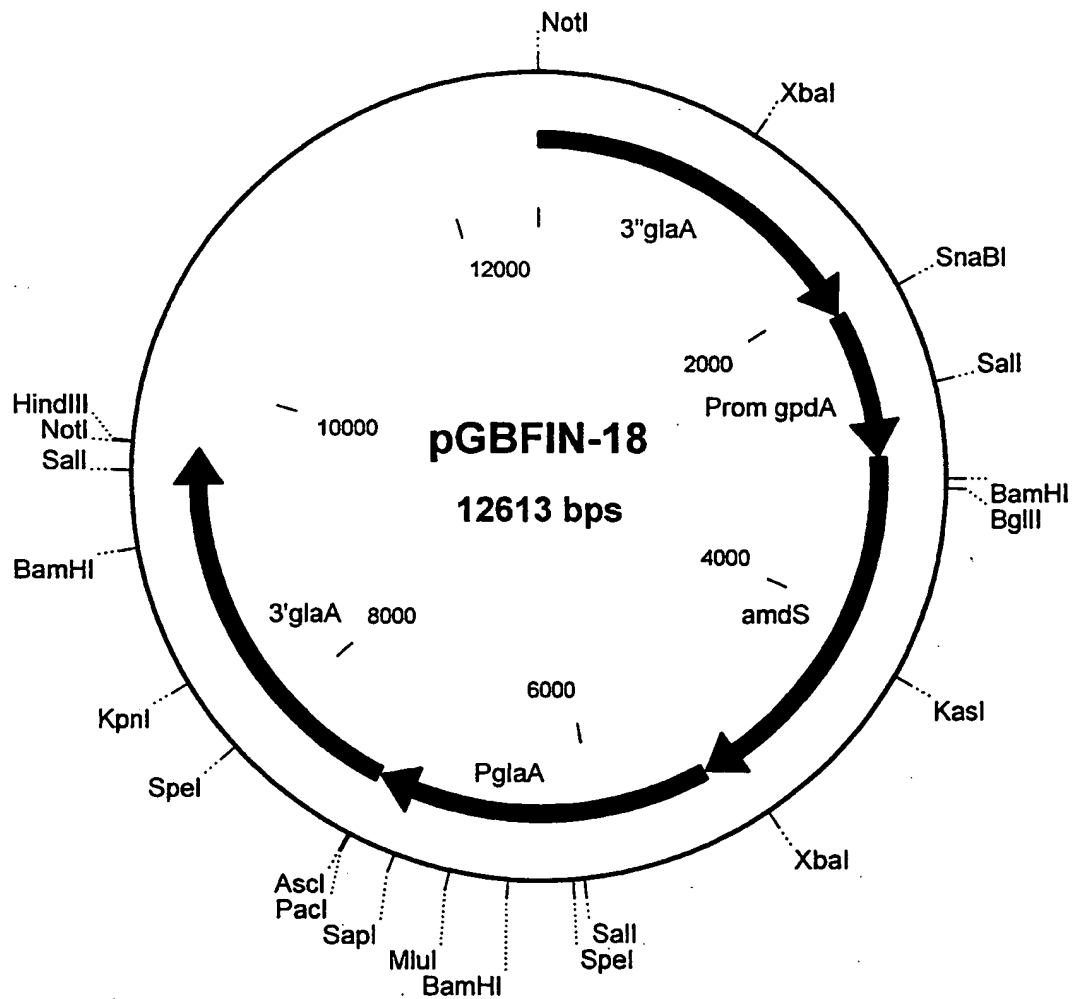 NotI
XbaI
3"glaA
SnaBI
12000
2000
SalI
Prom gpdA
HindIII
NotI
SalI
10000
pGBFIN-18
12613 bps
BamHI
BglII
BamHI
4000
amdS
3'glaA
8000
KpnI
6000
KasI
SpeI
PglaA
XbaI
AscI
PacI
SapI
MluI
BamHI
SalI
SpeI